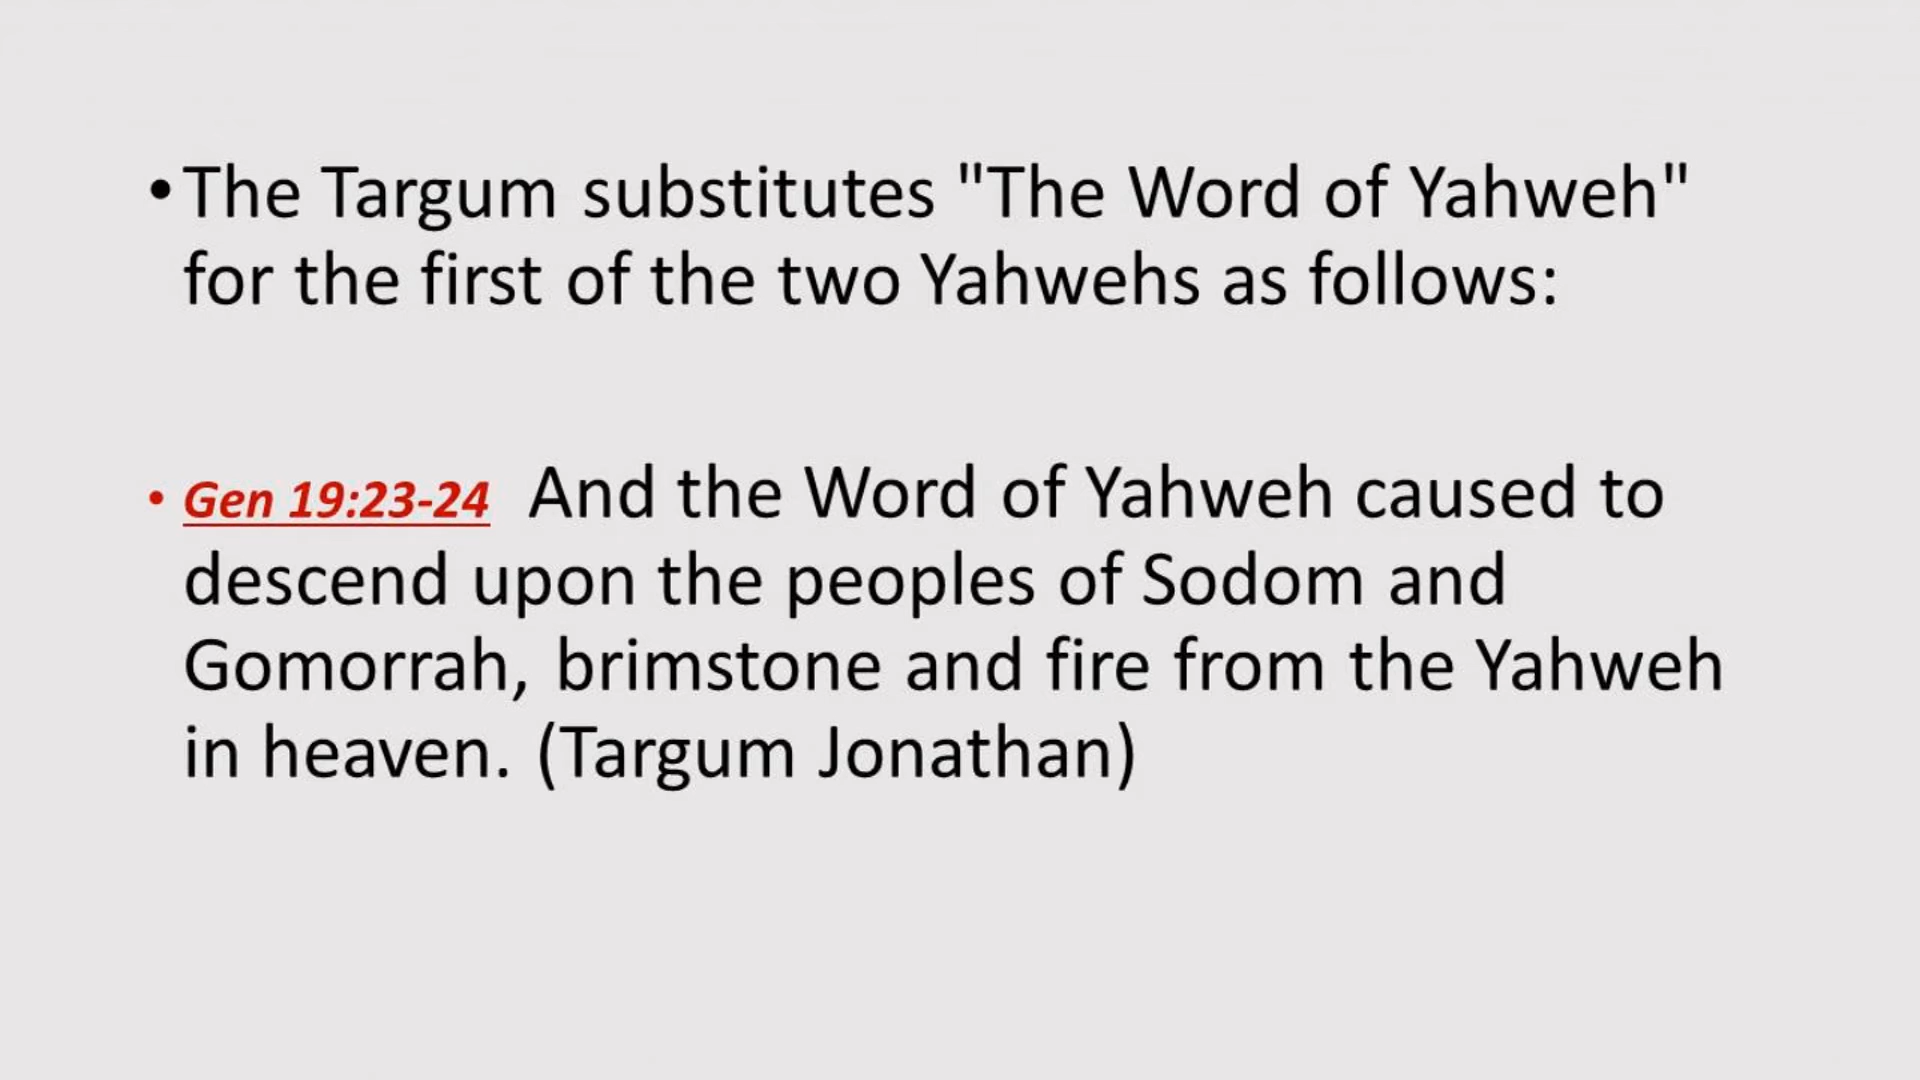 •The Targum substitutes "The Word of Yahweh"
for the first of the two Yahwehs as follows:
• Gen 19:23-24 And the Word of Yahweh caused to
descend upon the peoples of Sodom and
Gomorrah, brimstone and fire from the Yahweh
in heaven. (Targum Jonathan)